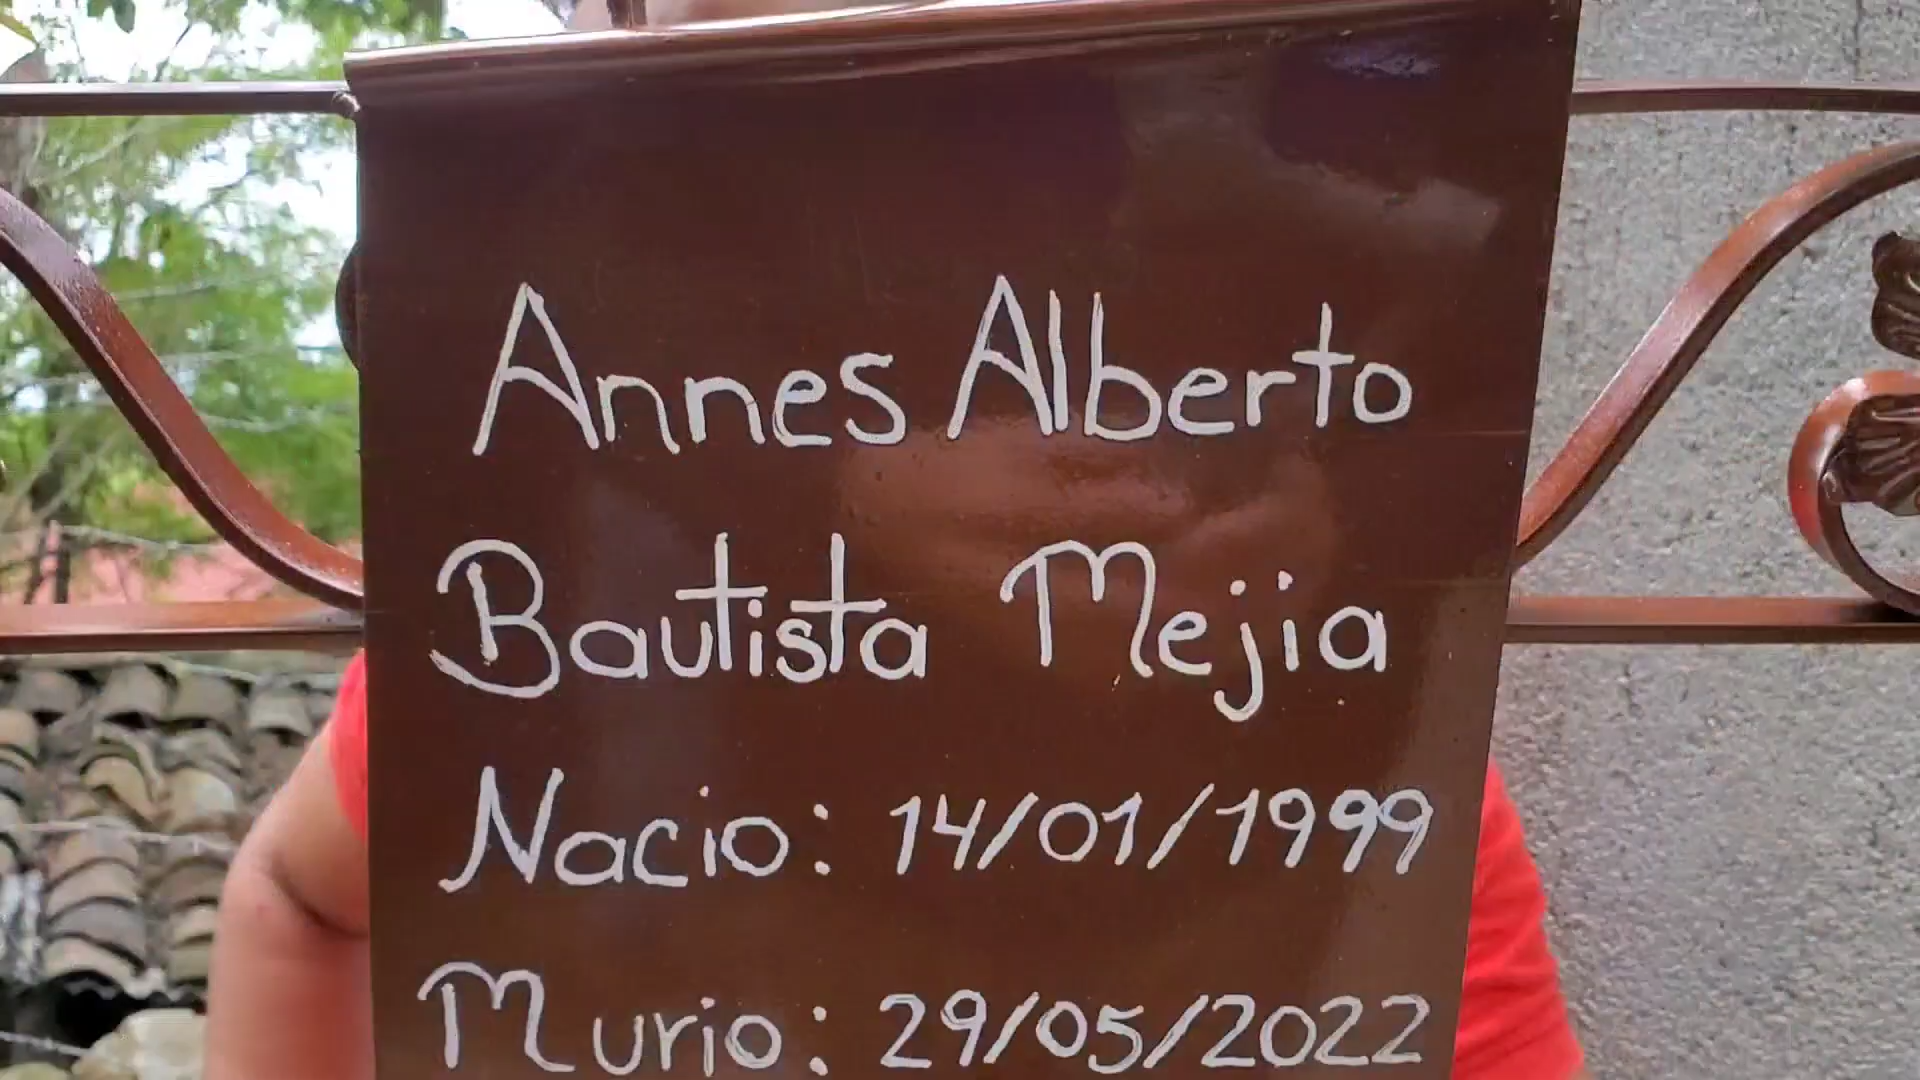 Annes Alberto
Bautista Mejia
Nacio: 14/01/1999
Murio: 29/05/2022